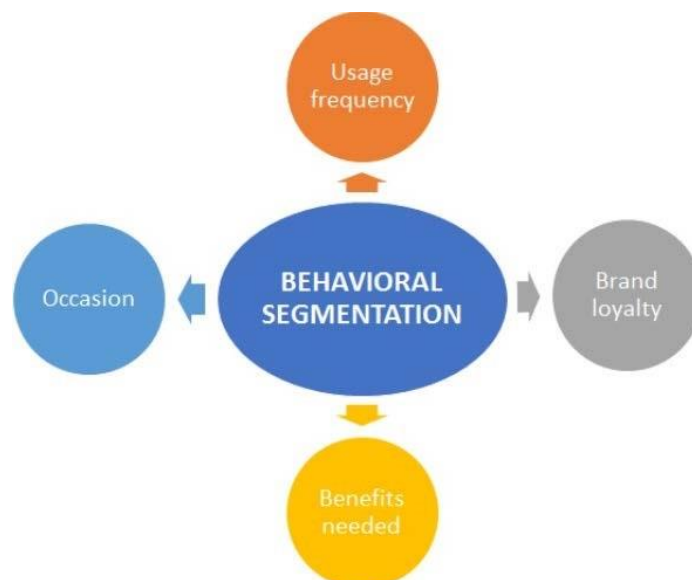 Usage
frequency
Occasion
BEHAVIORAL
SEGMENTATION
Brand
loyalty
Benefits
needed